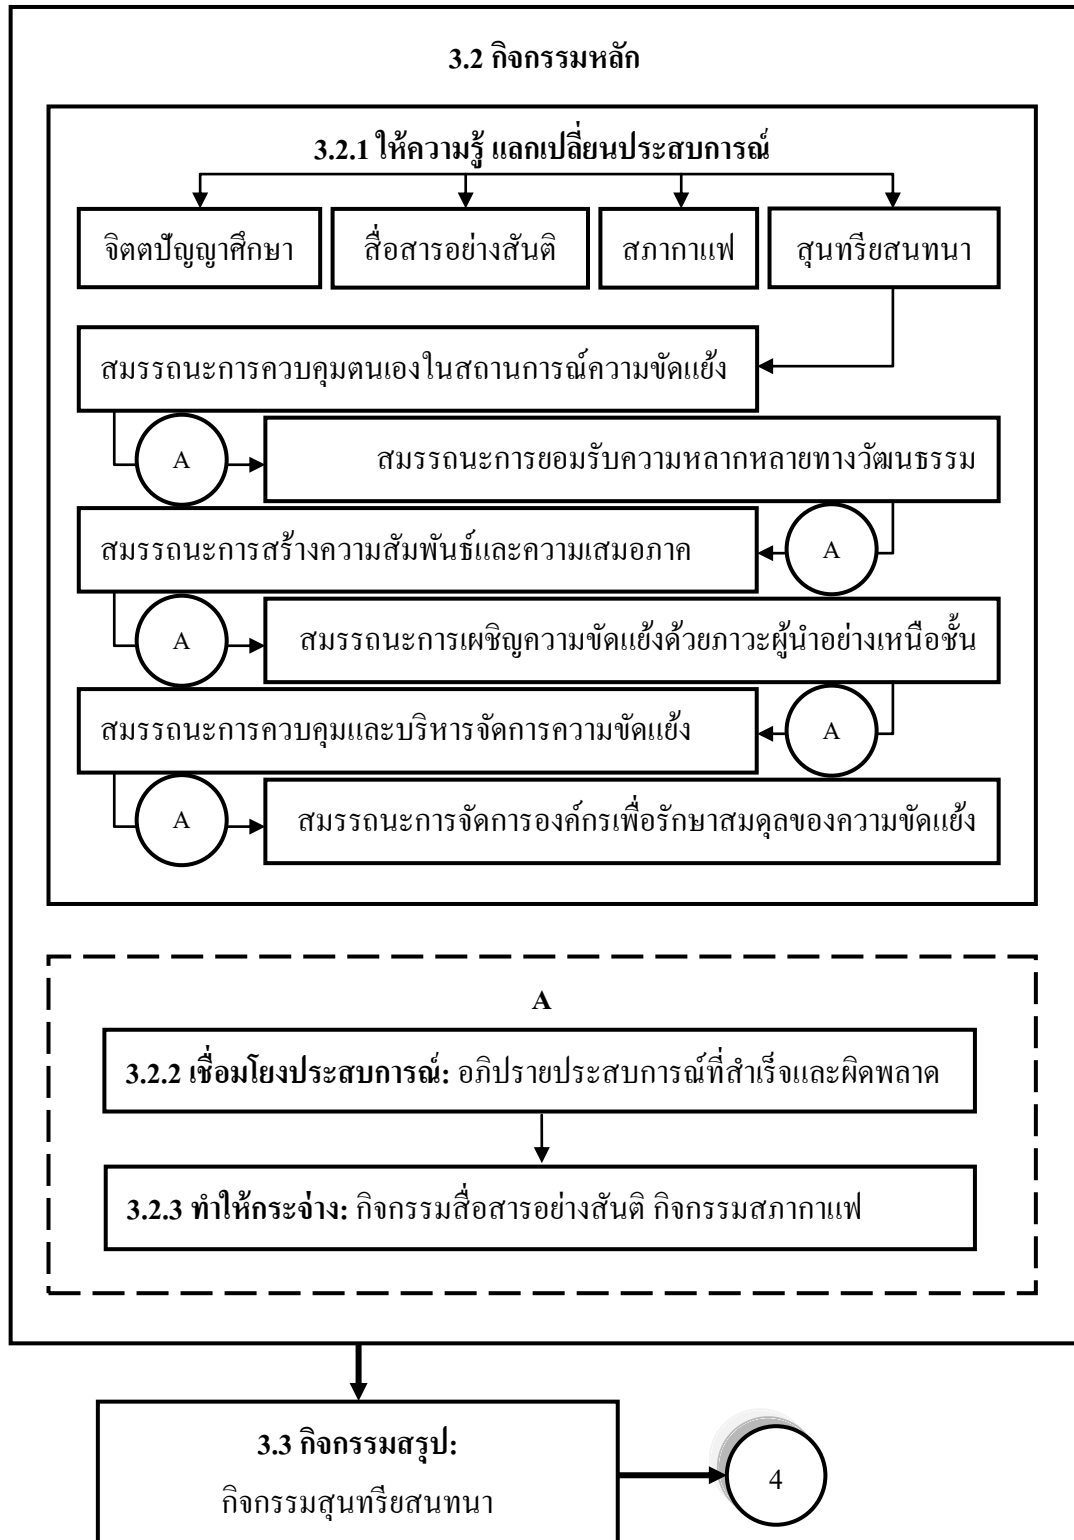 3.2 กิจกรรมหลัก
3.2.1 ให้ความรู้ แลกเปลี่ยนประสบการณ์
จิตตปัญญาศึกษา
สื่อสารอย่างสันติ
สภากาแฟ
สุนทรียสนทนา
สมรรถนะการควบคุมตนเองในสถานการณ์ความขัดแย้ง
A
สมรรถนะการยอมรับความหลากหลายทางวัฒนธรรม
สมรรถนะการสร้างความสัมพันธ์และความเสมอภาค
A
A
สมรรถนะการเผชิญความขัดแย้งด้วยภาวะผู้นำอย่างเหนือชั้น
สมรรถนะการควบคุมและบริหารจัดการความขัดแย้ง
A
A
สมรรถนะการจัดการองค์กรเพื่อรักษาสมดุลของความขัดแย้ง
A
3.2.2 เชื่อมโยงประสบการณ์: อภิปรายประสบการณ์ที่สำเร็จและผิดพลาด
3.2.3 ทำให้กระจ่าง: กิจกรรมสื่อสารอย่างสันติ กิจกรรมสภากาแฟ
3.3 กิจกรรมสรุป:
กิจกรรมสุนทรียสนทนา
4